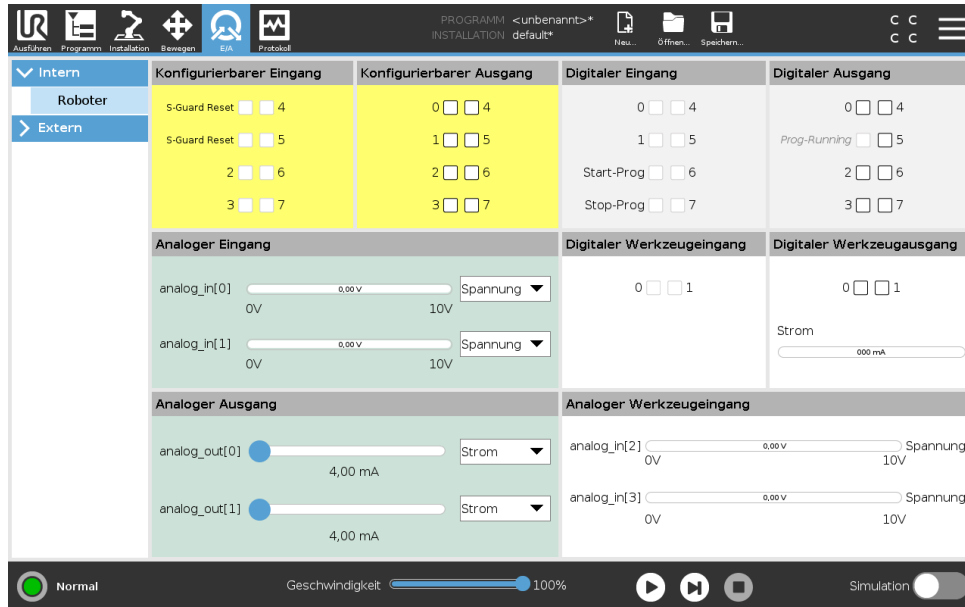 PROGRAMM <unbenannt>*
INSTALLATION default*
UR
Ausführen Programm Installation Bewegen E/A Protokoll
Neu... Öffnen... Speichern...
C C
C C
Intern
Roboter
Extern
Konfigurierbarer Eingang
S-Guard Reset 4
S-Guard Reset 5
2 6
3 7
Konfigurierbarer Ausgang
0 4
1 5
2 6
3 7
Digitaler Eingang
0 4
1 5
Start-Prog 6
Stop-Prog 7
Digitaler Ausgang
0 4
Prog-Running 5
2 6
3 7
Analoger Eingang
analog_in[0] 0,00 V Spannung
0V 10V
analog_in[1] 0,00 V Spannung
0V 10V
Digitaler Werkzeugeingang
0 1
Digitaler Werkzeugausgang
0 1
Strom
000 mA
Analoger Ausgang
analog_out[0] Strom
4,00 mA
analog_out[1] Strom
4,00 mA
Analoger Werkzeugeingang
analog_in[2] 0,00 V Spannung
0V 10V
analog_in[3] 0,00 V Spannung
0V 10V
Normal
Geschwindigkeit 100%
Simulation